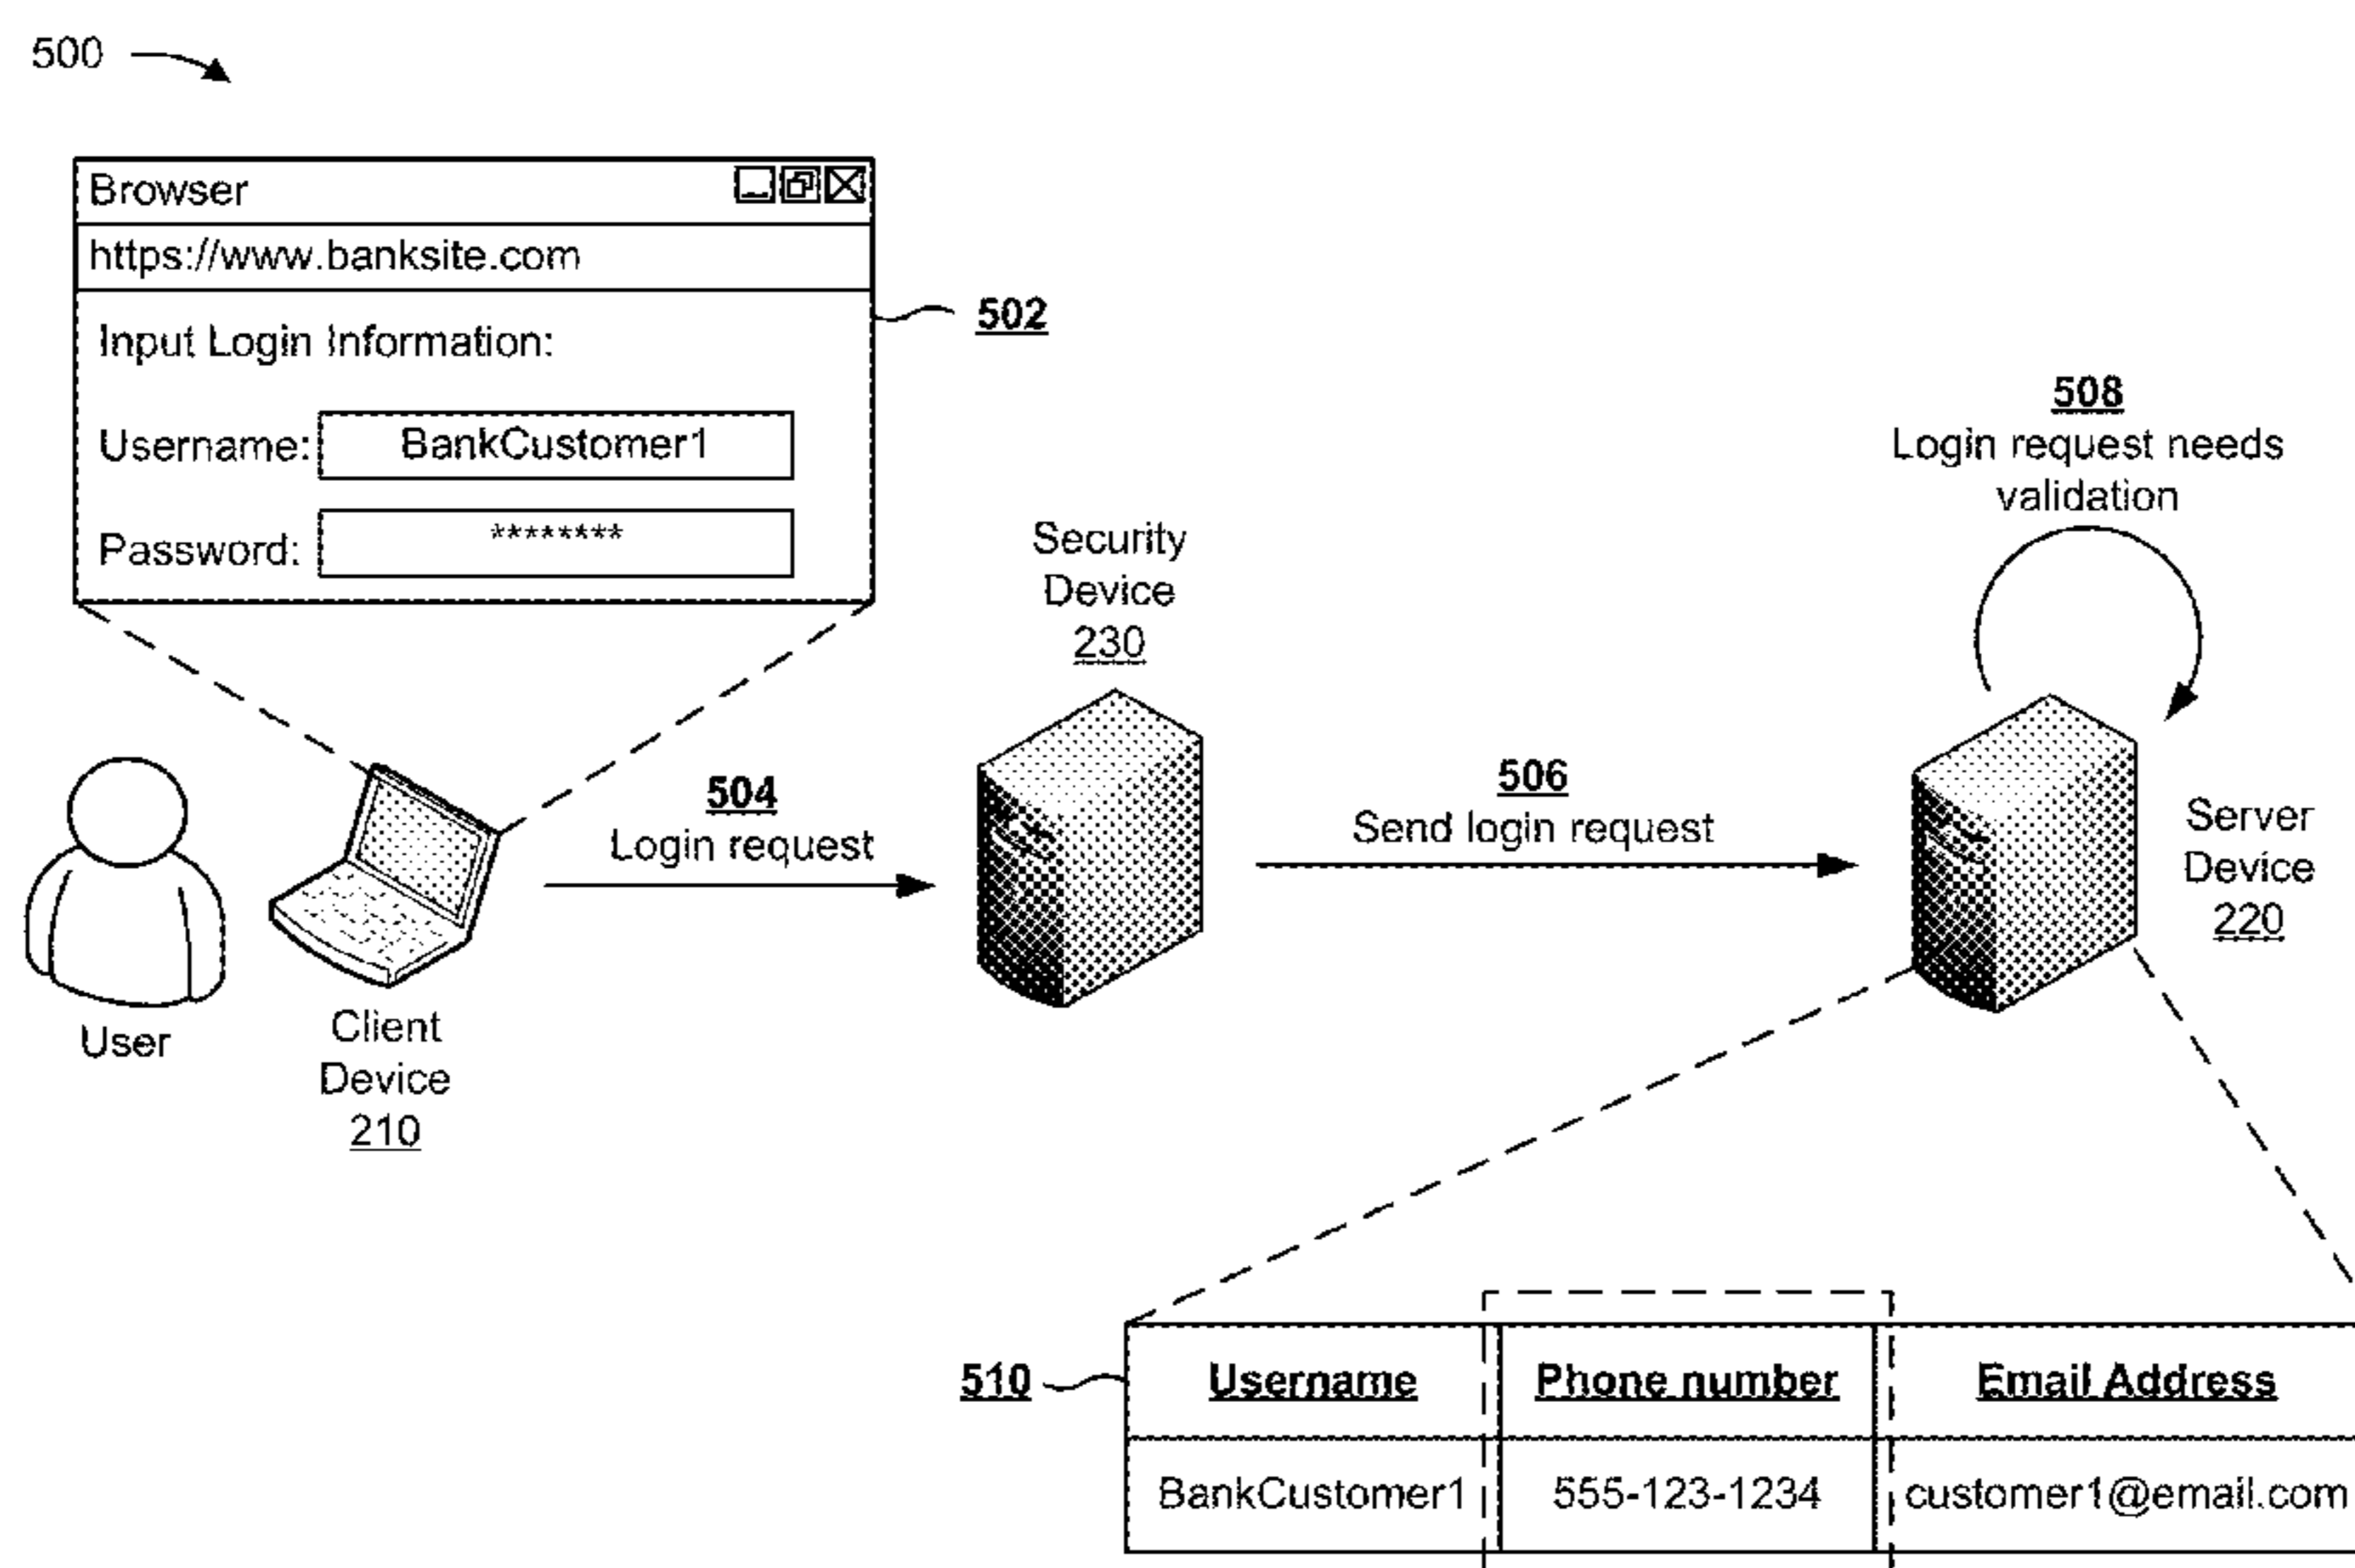 500
Browser
https://www.banksite.com
Input Login Information:
Username: BankCustomer1
Password: ********
502
504
Login request
Security
Device
230
506
Send login request
508
Login request needs
validation
Server
Device
220
User
Client
Device
210
510
Username Phone number Email Address
BankCustomer1 555-123-1234 customer1@email.com